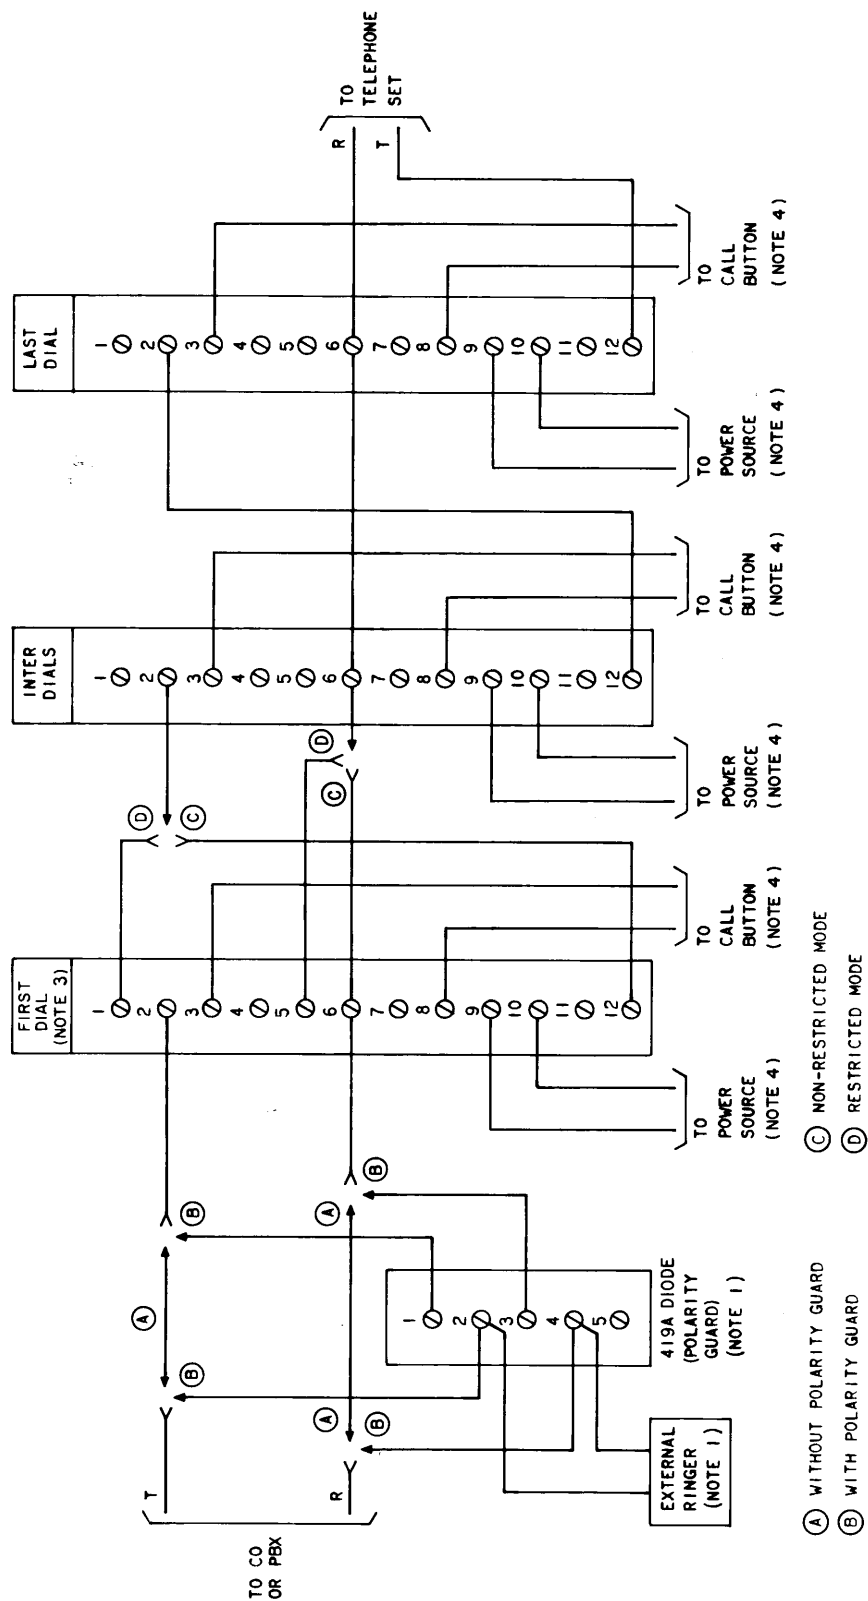 TO CO
OR PBX
T
R
A
B
A
B
B
A
B
EXTERNAL
RINGER
(NOTE 1)
1
2
3
4
5
419A DIODE
(POLARITY
GUARD)
(NOTE 1)
FIRST
DIAL
(NOTE 3)
1
2
3
4
5
6
7
8
9
10
11
12
TO
POWER
SOURCE
(NOTE 4)
TO
CALL
BUTTON
(NOTE 4)
D
C
D
C
INTER
DIALS
1
2
3
4
5
6
7
8
9
10
11
12
TO
POWER
SOURCE
(NOTE 4)
TO
CALL
BUTTON
(NOTE 4)
LAST
DIAL
1
2
3
4
5
6
7
8
9
10
11
12
TO
POWER
SOURCE
(NOTE 4)
TO
CALL
BUTTON
(NOTE 4)
R
T
TO
TELEPHONE
SET
A WITHOUT POLARITY GUARD
B WITH POLARITY GUARD
C NON-RESTRICTED MODE
D RESTRICTED MODE